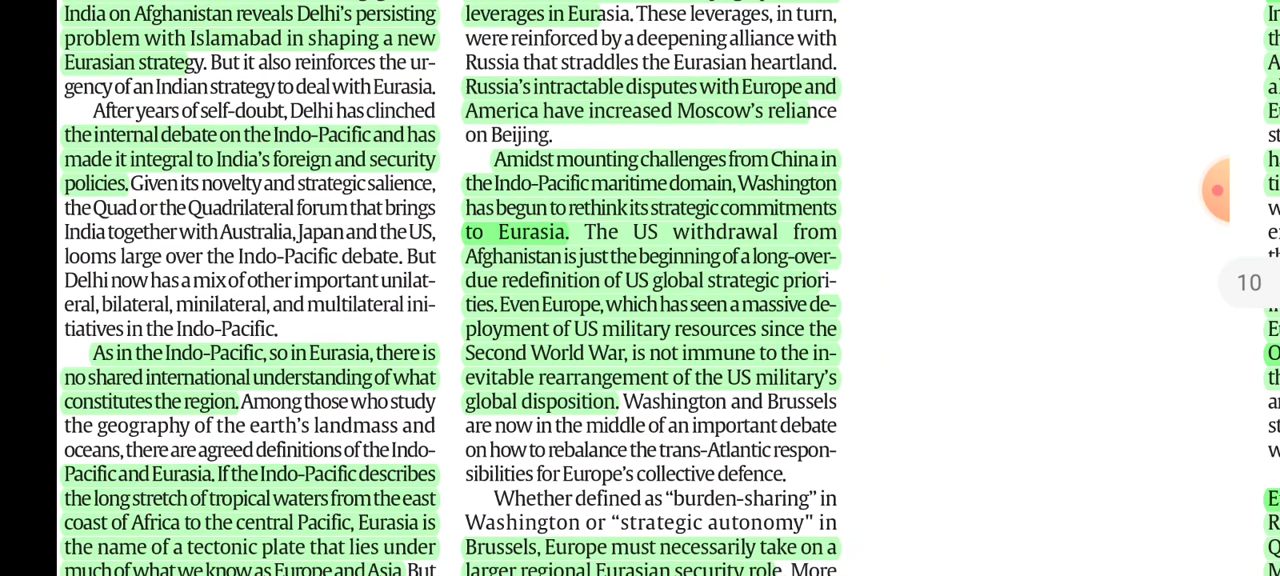 India on Afghanistan reveals Delhi's persisting
problem with Islamabad in shaping a new
Eurasian strategy. But it also reinforces the ur-
gency of an Indian strategy to deal with Eurasia.
After years of self-doubt, Delhi has clinched
the internal debate on the Indo-Pacific and has
made it integral to India's foreign and security
policies. Given its novelty and strategic salience,
the Quad or the Quadrilateral forum that brings
India together with Australia, Japan and the US,
looms large over the Indo-Pacific debate. But
Delhi now has a mix of other important unilat-
eral, bilateral, minilateral, and multilateral ini-
tiatives in the Indo-Pacific.
As in the Indo-Pacific, so in Eurasia, there is
no shared international understanding of what
constitutes the region. Among those who study
the geography of the earth's landmass and
oceans, there are agreed definitions of the Indo-
Pacific and Eurasia. If the Indo-Pacific describes
the long stretch of tropical waters from the east
coast of Africa to the central Pacific, Eurasia is
the name of a tectonic plate that lies under
much of what we know as Europe and Asia. But
leverages in Eurasia. These leverages, in turn,
were reinforced by a deepening alliance with
Russia that straddles the Eurasian heartland.
Russia's intractable disputes with Europe and
America have increased Moscow's reliance
on Beijing.
Amidst mounting challenges from China in
the Indo-Pacific maritime domain, Washington
has begun to rethink its strategic commitments
to Eurasia. The US withdrawal from
Afghanistan is just the beginning of a long-over-
due redefinition of US global strategic priori-
ties. Even Europe, which has seen a massive de-
ployment of US military resources since the
Second World War, is not immune to the in-
evitable rearrangement of the US military's
global disposition. Washington and Brussels
are now in the middle of an important debate
on how to rebalance the trans-Atlantic respon-
sibilities for Europe's collective defence.
Whether defined as "burden-sharing" in
Washington or "strategic autonomy" in
Brussels, Europe must necessarily take on a
larger regional Eurasian security role. More
10